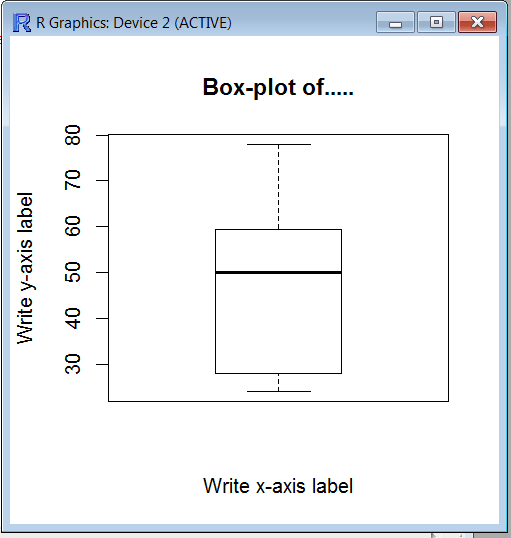 R Graphics: Device 2 (ACTIVE)
Box-plot of.....
80
70
60
50
40
30
Write y-axis label
Write x-axis label